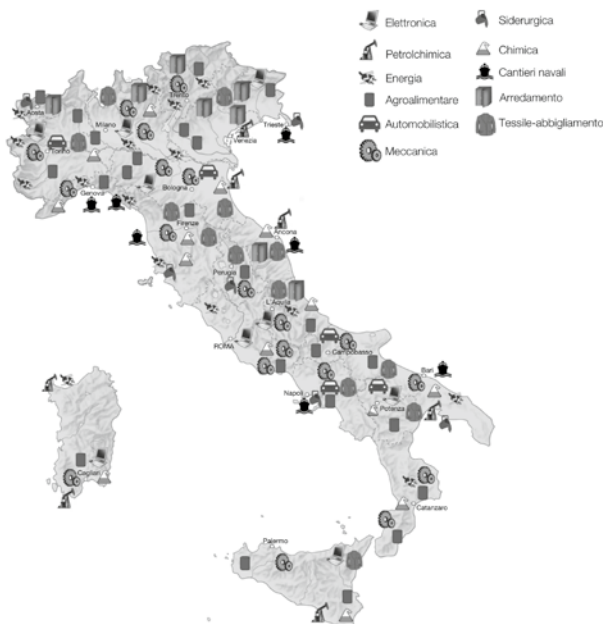 Elettronica
Siderurgica
Petrolchimica
Chimica
Energia
Cantieri navali
Agroalimentare
Arredamento
Automobilistica
Tessile-abbigliamento
Meccanica
Trento
Aosta
Milano
Trieste
Venezia
Torino
Genova
Bologna
Firenze
Ancona
Perugia
L'Aquila
ROMA
Campobasso
Bari
Napoli
Potenza
Cagliari
Catanzaro
Palermo